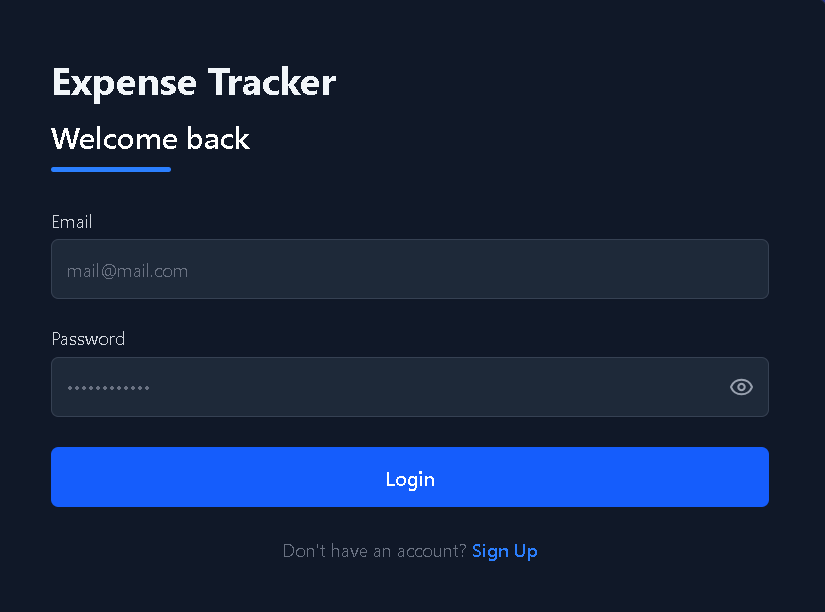 Expense Tracker
Welcome back
Email
mail@mail.com
Password
••••••••••••
Login
Don't have an account? Sign Up